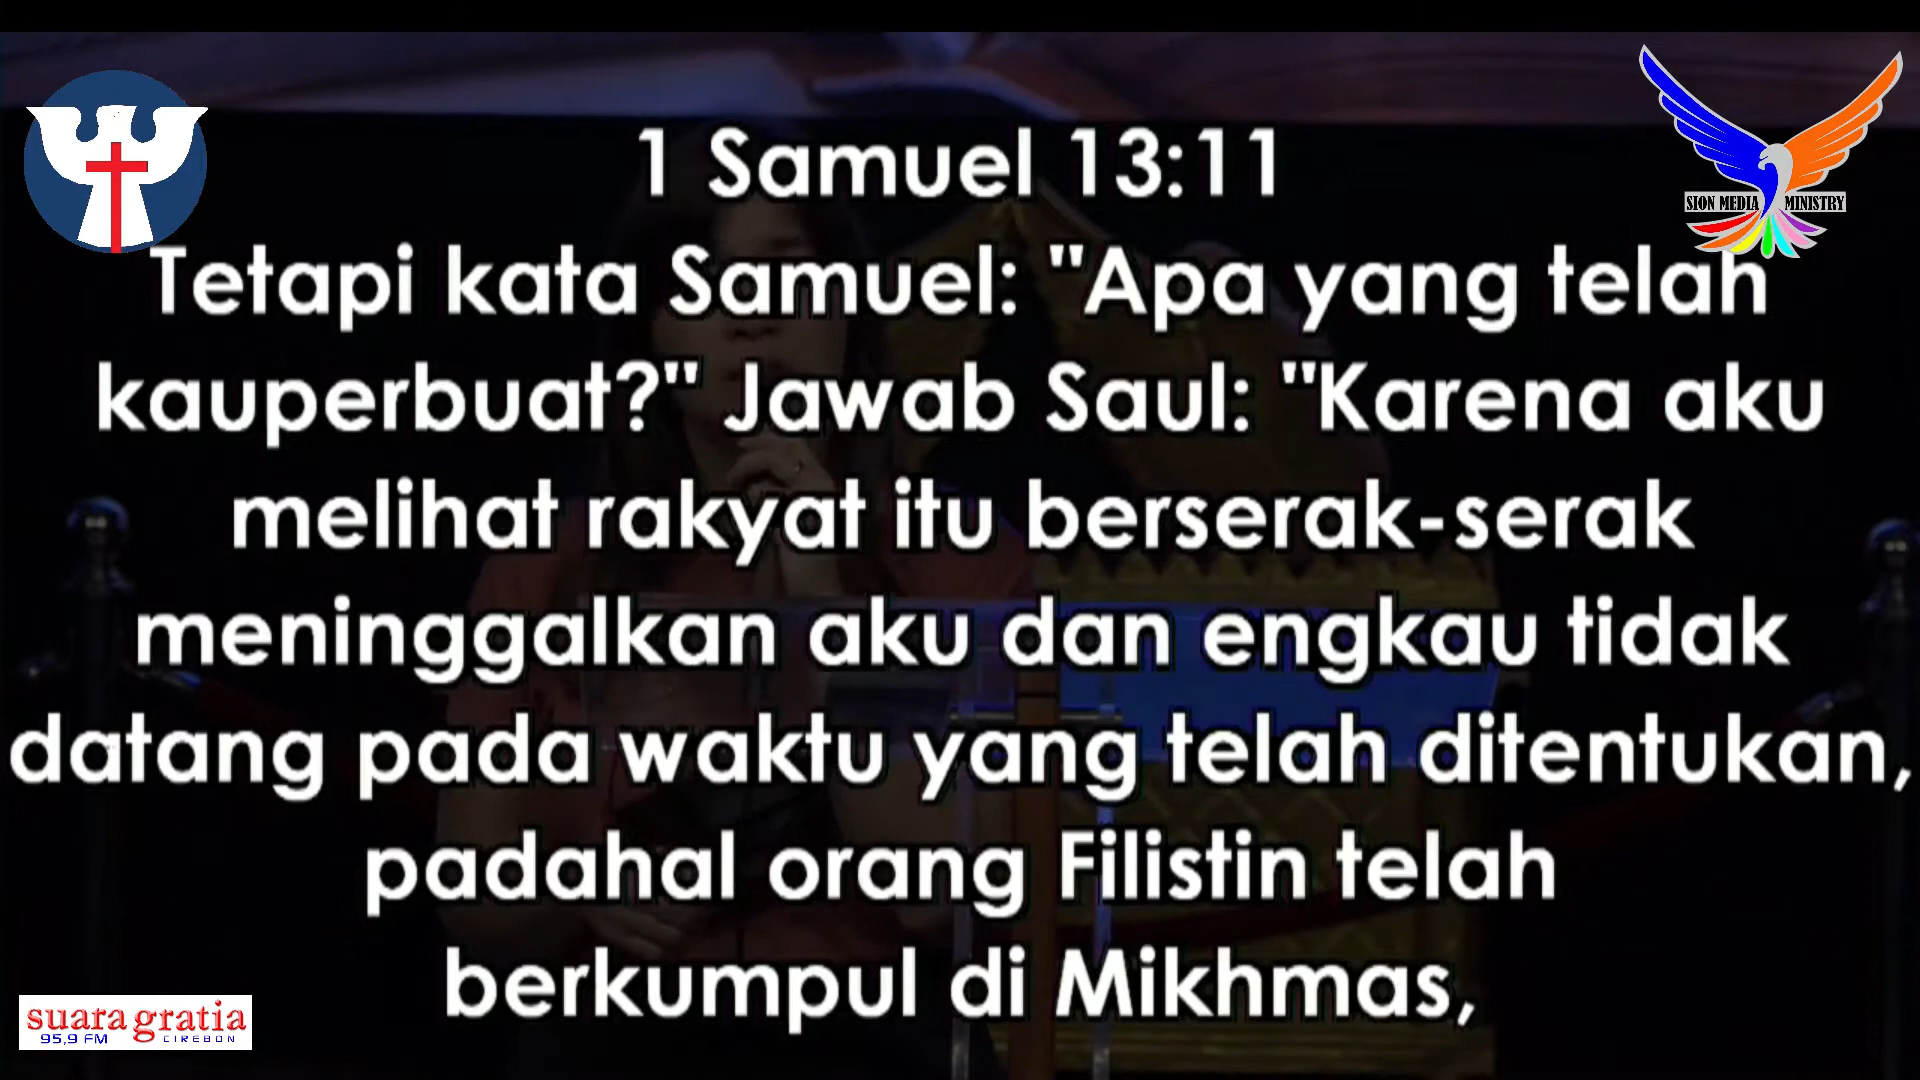 1 Samuel 13:11
Tetapi kata Samuel: "Apa yang telah
kauperbuat?" Jawab Saul: "Karena aku
melihat rakyat itu berserak-serak
meninggalkan aku dan engkau tidak
datang pada waktu yang telah ditentukan,
padahal orang Filistin telah
berkumpul di Mikhmas,
SION MEDIA MINISTRY
suara gratia
95,9 FM CIREBON